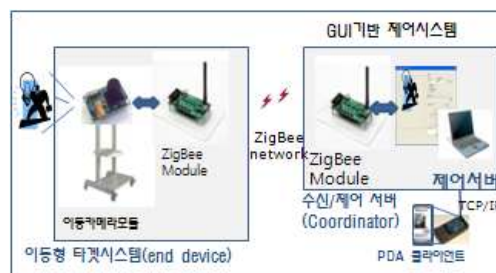 GUI기반 제어시스템
ZigBee
Module
이동카메라모듈
이동형 타겟시스템(end device)
ZigBee
network
ZigBee
Module
수신/제어 서버
(Coordinator)
제어서버
TCP/IP
PDA 클라이언트